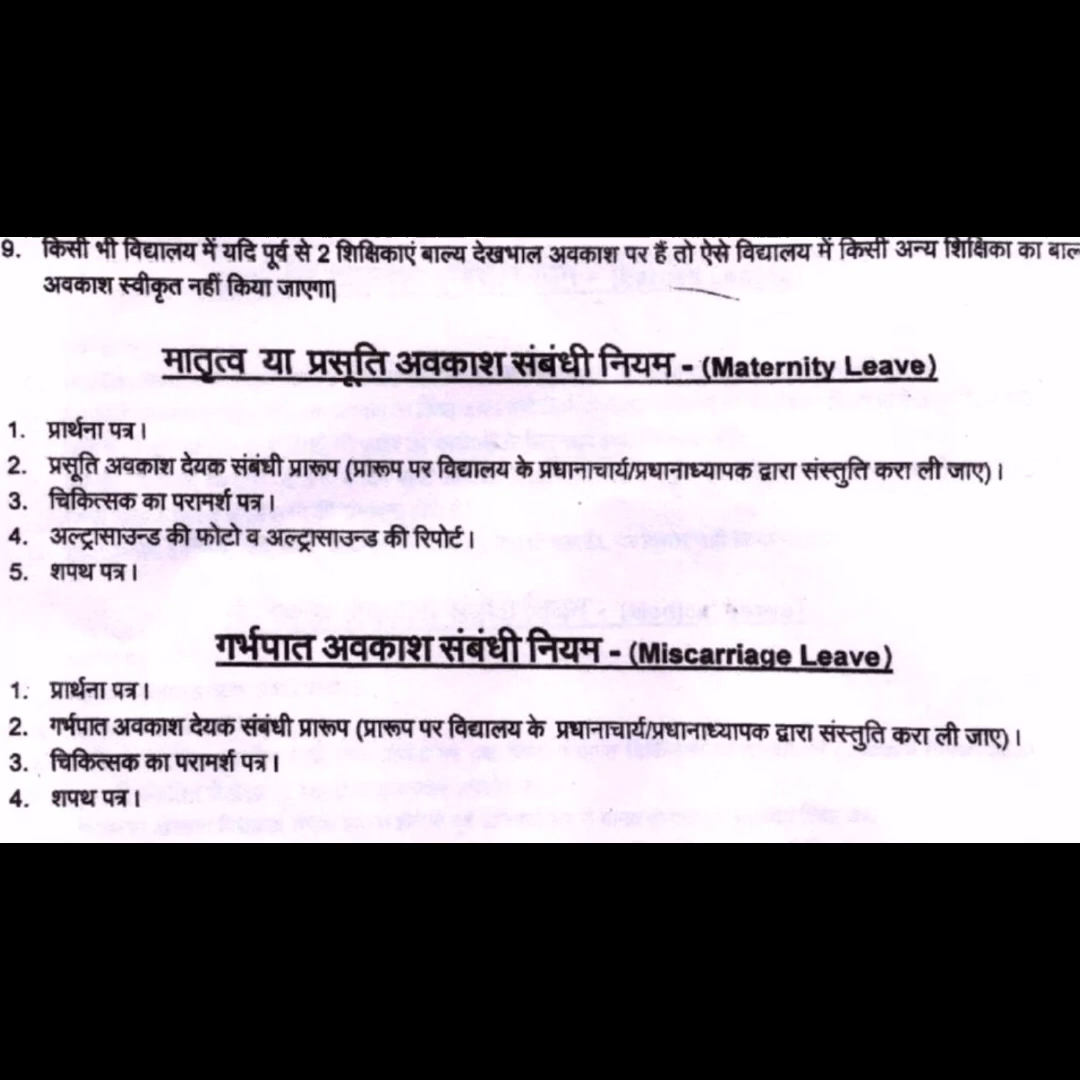 9. किसी भी विद्यालय में यदि पूर्व से 2 शिक्षिकाएं बाल्य देखभाल अवकाश पर हैं तो ऐसे विद्यालय में किसी अन्य शिक्षिका का
अवकाश स्वीकृत नहीं किया जाएगा|
मातृत्व या प्रसूति अवकाश संबंधी नियम - (Maternity Leave)
1. प्रार्थना पत्र।
2. प्रसूति अवकाश देयक संबंधी प्रारूप (प्रारूप पर विद्यालय के प्रधानाचार्य/प्रधानाध्यापक द्वारा संस्तुति करा ली जाए)।
3. चिकित्सक का परामर्श पत्र।
4. अल्ट्रासाउन्ड की फोटो व अल्ट्रासाउन्ड की रिपोर्ट।
5. शपथ पत्र।
गर्भपात अवकाश संबंधी नियम - (Miscarriage Leave)
1. प्रार्थना पत्र।
2. गर्भपात अवकाश देयक संबंधी प्रारूप (प्रारूप पर विद्यालय के प्रधानाचार्य/प्रधानाध्यापक द्वारा संस्तुति करा ली जाए)।
3. चिकित्सक का परामर्श पत्र।
4. शपथ पत्र।